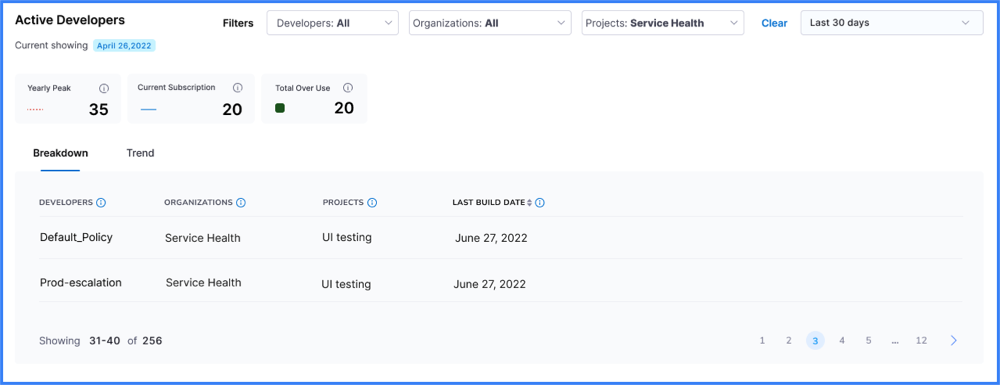 Active Developers
Filters Developers: All Organizations: All Projects: Service Health Clear Last 30 days
Current showing April 26,2022
Yearly Peak Current Subscription Total Over Use
35 20 20
Breakdown Trend
DEVELOPERS ORGANIZATIONS PROJECTS LAST BUILD DATE
Default_Policy Service Health UI testing June 27, 2022
Prod-escalation Service Health UI testing June 27, 2022
Showing 31-40 of 256 1 2 3 4 5 ... 12